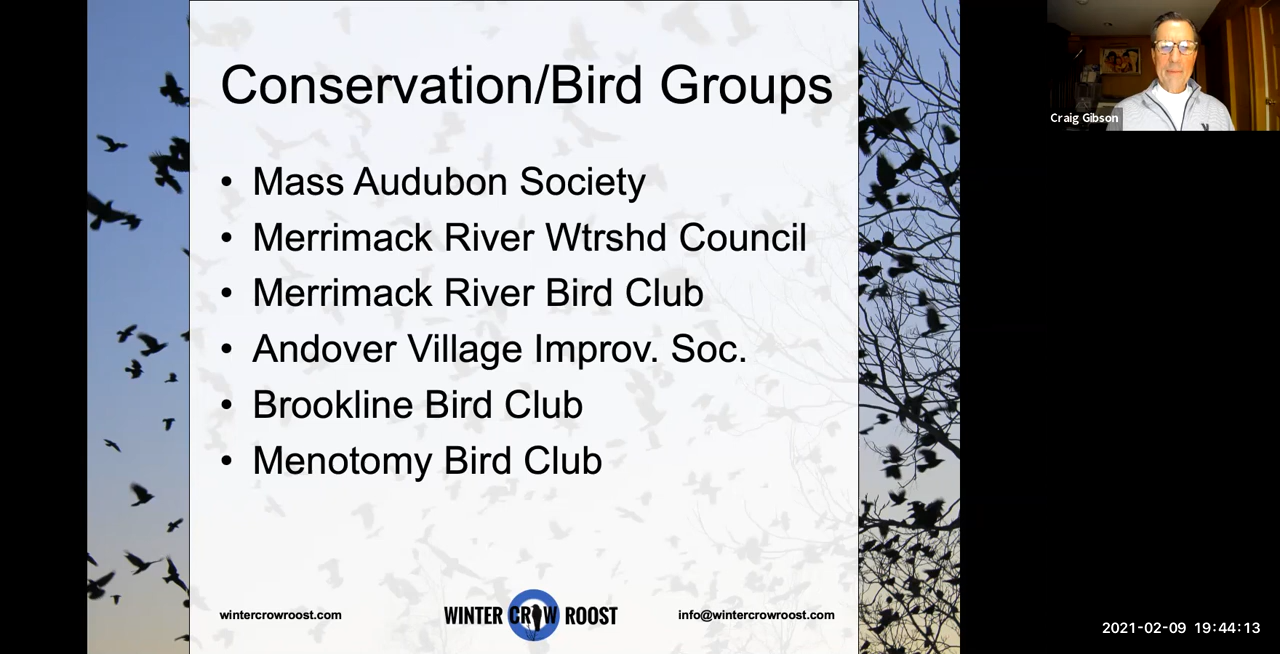 Conservation/Bird Groups
• Mass Audubon Society
• Merrimack River Wtrshd Council
• Merrimack River Bird Club
• Andover Village Improv. Soc.
• Brookline Bird Club
• Menotomy Bird Club
wintercrowroost.com
WINTER CROW ROOST
info@wintercrowroost.com
Craig Gibson
2021-02-09 19:44:13